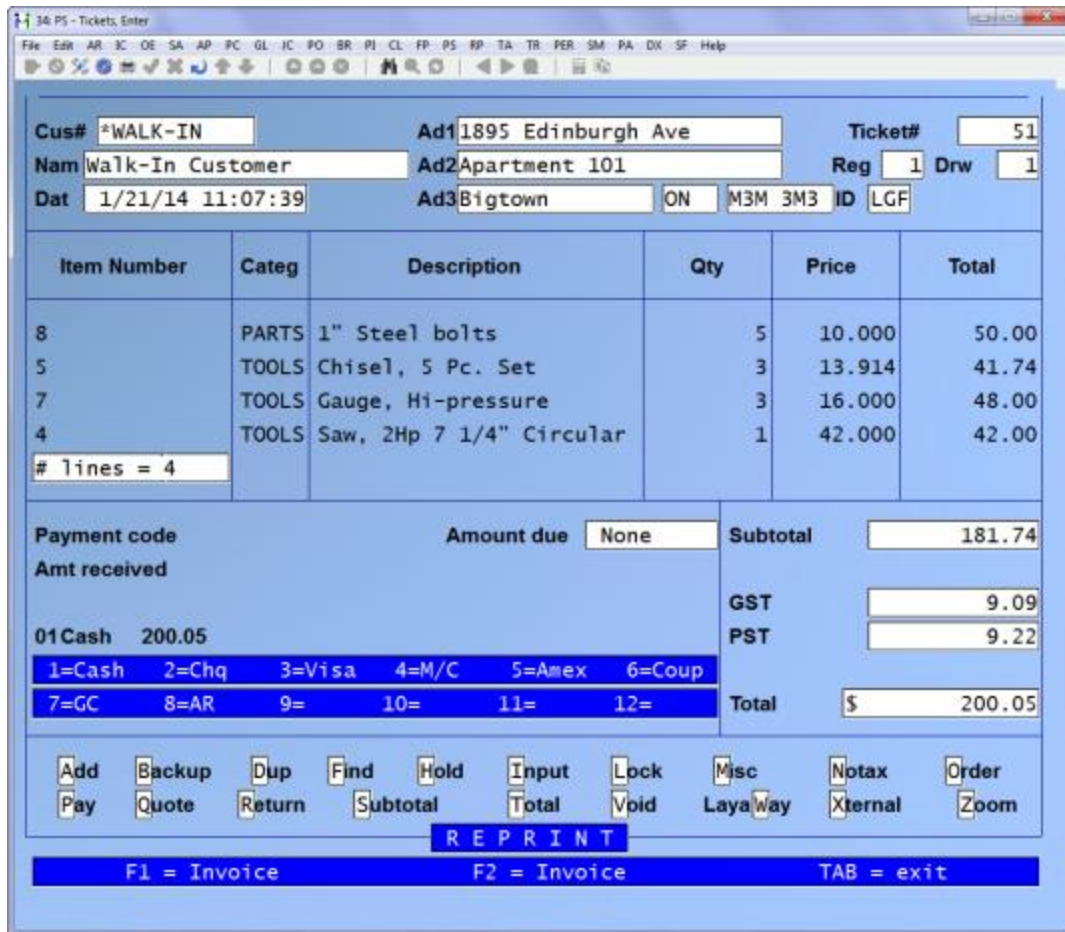 34: PS - Tickets, Enter
File Edit AR IC OE SA AP PC GL JC PO BR PI CL FP PS RP TA TR PER SM PA DX SF Help
Cus# *WALK-IN Ad1 1895 Edinburgh Ave Ticket# 51
Nam Walk-In Customer Ad2 Apartment 101 Reg 1 Drw 1
Dat 1/21/14 11:07:39 Ad3 Bigtown ON M3M 3M3 ID LGF
Item Number Categ Description Qty Price Total
8 PARTS 1" Steel bolts 5 10.000 50.00
5 TOOLS Chisel, 5 Pc. Set 3 13.914 41.74
7 TOOLS Gauge, Hi-pressure 3 16.000 48.00
4 TOOLS Saw, 2Hp 7 1/4" Circular 1 42.000 42.00
# lines = 4
Payment code Amount due None Subtotal 181.74
Amt received
GST 9.09
01 Cash 200.05 PST 9.22
1=Cash 2=Chq 3=Visa 4=M/C 5=Amex 6=Coup
7=GC 8=AR 9= 10= 11= 12= Total $ 200.05
Add Backup Dup Find Hold Input Lock Misc Notax Order
Pay Quote Return Subtotal Total Void LayaWay Xternal Zoom
R E P R I N T
F1 = Invoice F2 = Invoice TAB = exit